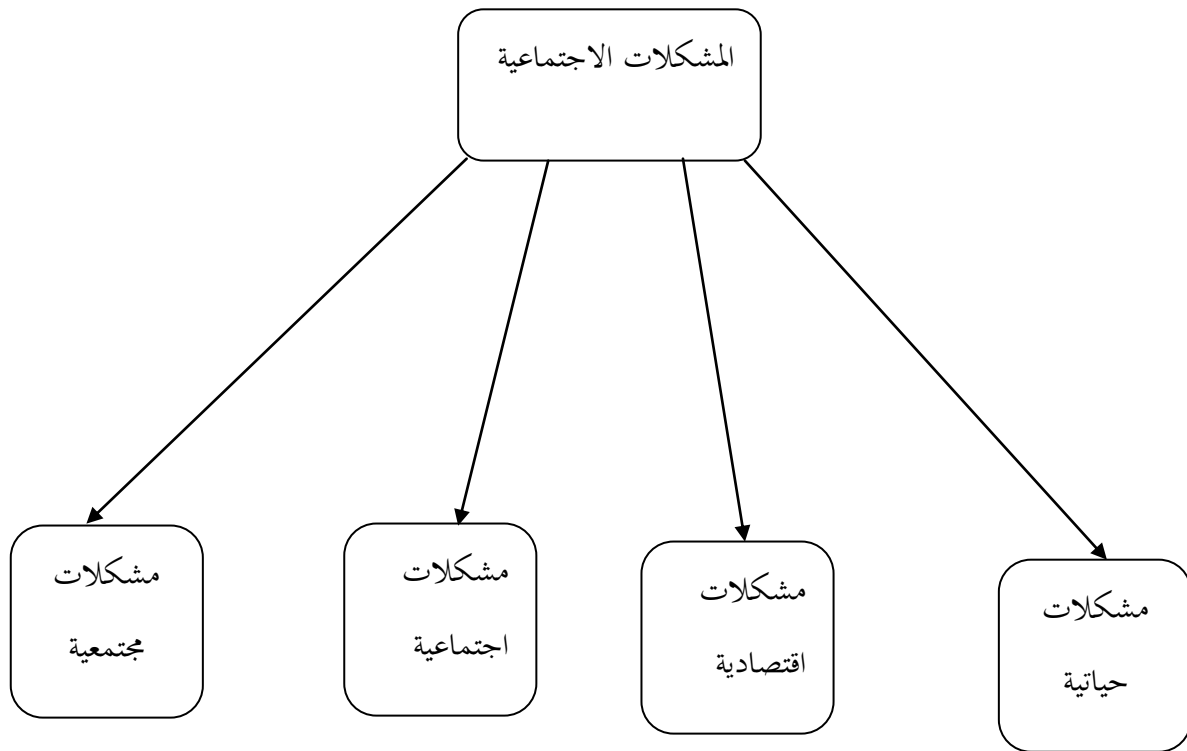 المشكلات الاجتماعية
مشكلات
حياتية
مشكلات
اقتصادية
مشكلات
اجتماعية
مشكلات
مجتمعية